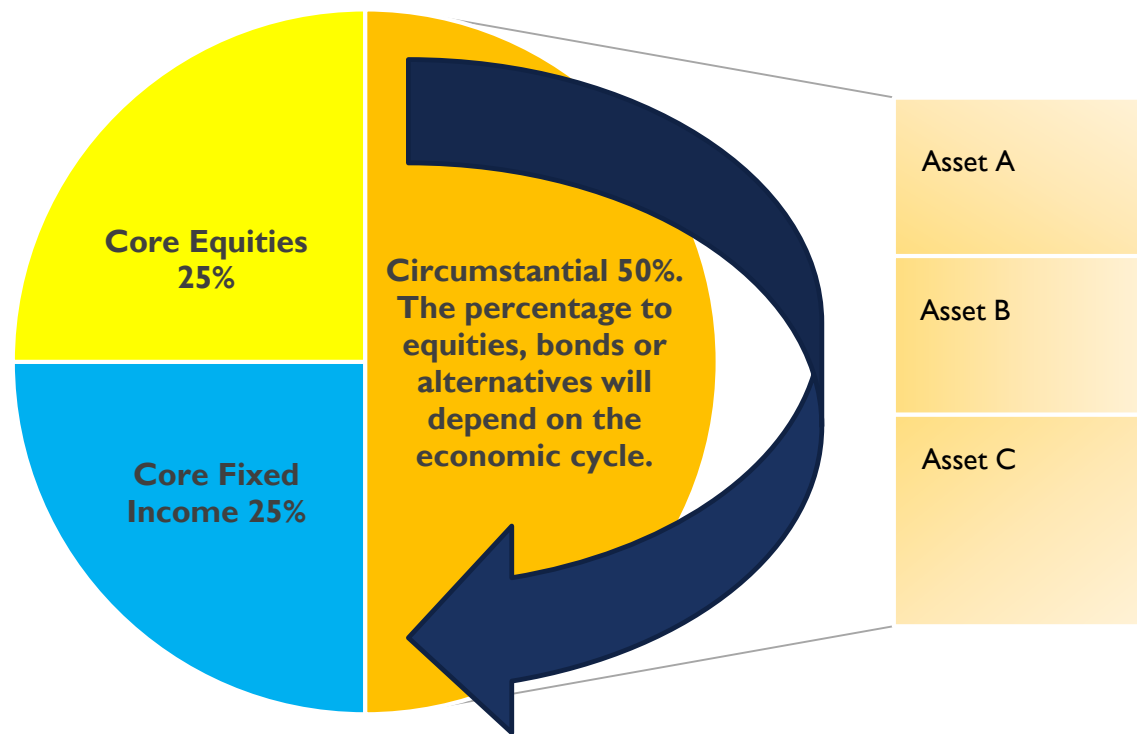 Core Equities
25%
Circumstantial 50%.
The percentage to
equities, bonds or
alternatives will
depend on the
economic cycle.
Core Fixed
Income 25%
Asset A
Asset B
Asset C